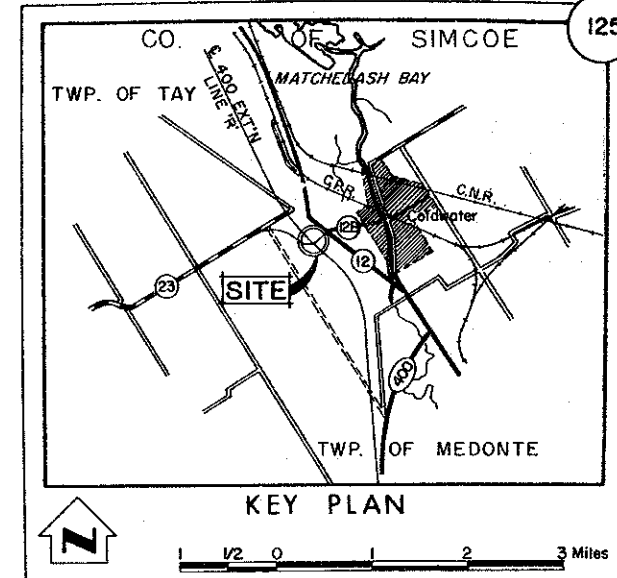 125
CO. OF SIMCOE
MATCHEDASH BAY
TWP. OF TAY
℄ 400 EXT'N
LINE 'R'
C.P.R.
C.N.R.
Coldwater
12B
12
23
SITE
400
TWP. OF MEDONTE
KEY PLAN
N
1 1/2 0 1 2 3 Miles